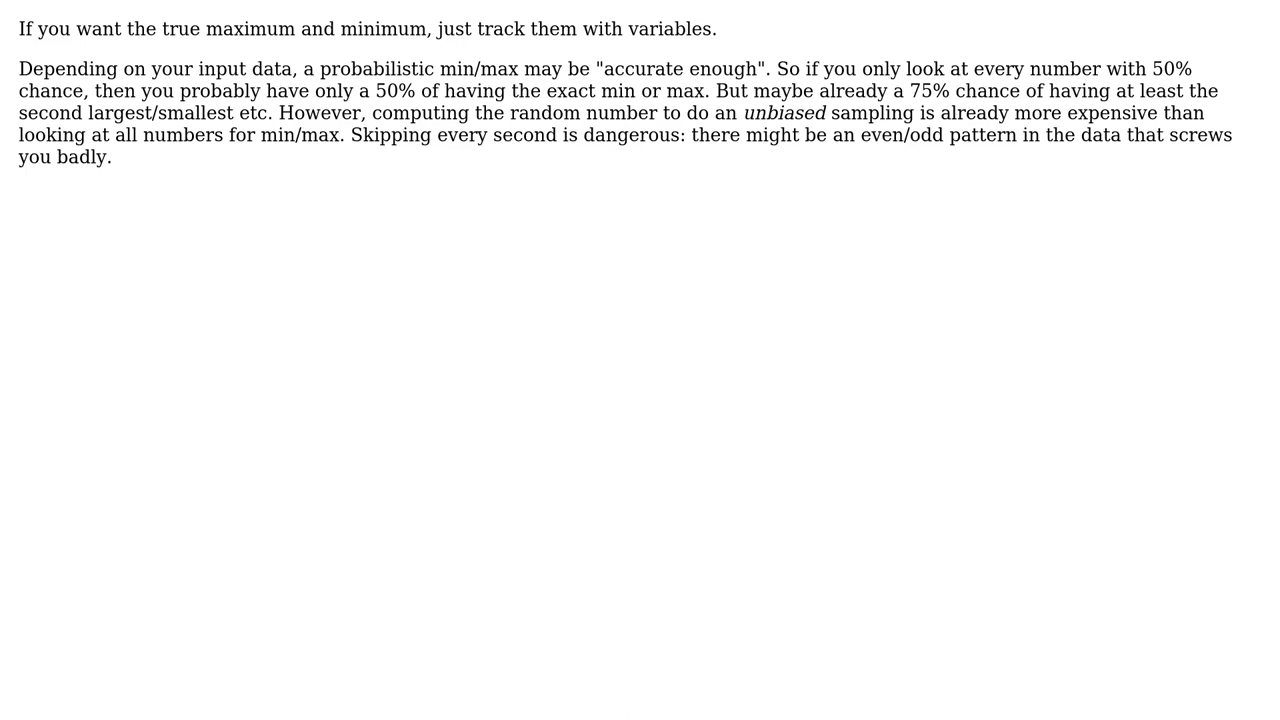 If you want the true maximum and minimum, just track them with variables.
Depending on your input data, a probabilistic min/max may be "accurate enough". So if you only look at every number with 50%
chance, then you probably have only a 50% of having the exact min or max. But maybe already a 75% chance of having at least the
second largest/smallest etc. However, computing the random number to do an unbiased sampling is already more expensive than
looking at all numbers for min/max. Skipping every second is dangerous: there might be an even/odd pattern in the data that screws
you badly.